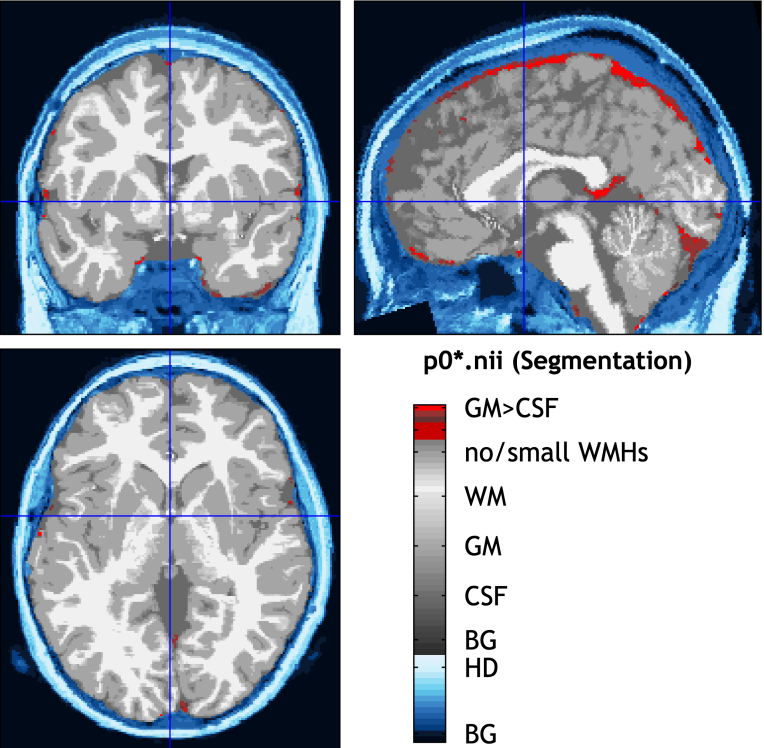 p0*.nii (Segmentation)
GM>CSF
no/small WMHs
WM
GM
CSF
BG
HD
BG